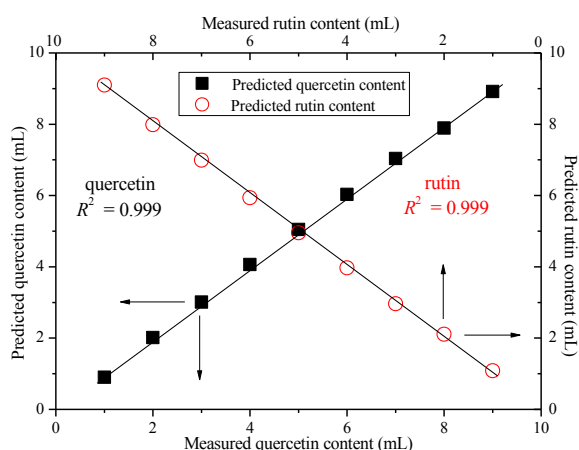 Measured rutin content (mL)
10 8 6 4 2 0
Predicted quercetin content
Predicted rutin content
quercetin
R² = 0.999
rutin
R² = 0.999
Predicted quercetin content (mL)
10
8
6
4
2
0
Predicted rutin content (mL)
10
8
6
4
2
0
0 2 4 6 8 10
Measured quercetin content (mL)